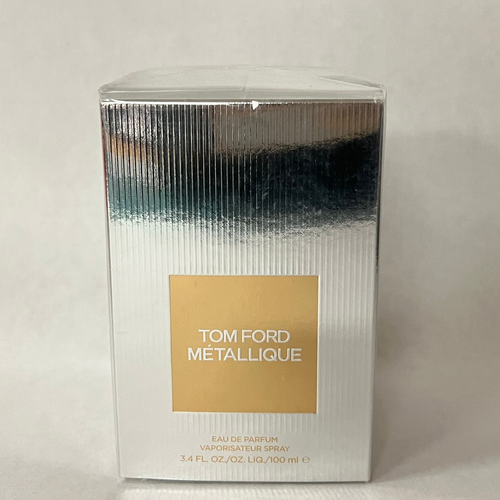 TOM FORD
MÉTALLIQUE
EAU DE PARFUM
VAPORISATEUR SPRAY
3.4 FL. OZ./OZ. LIQ./100 ml ℮